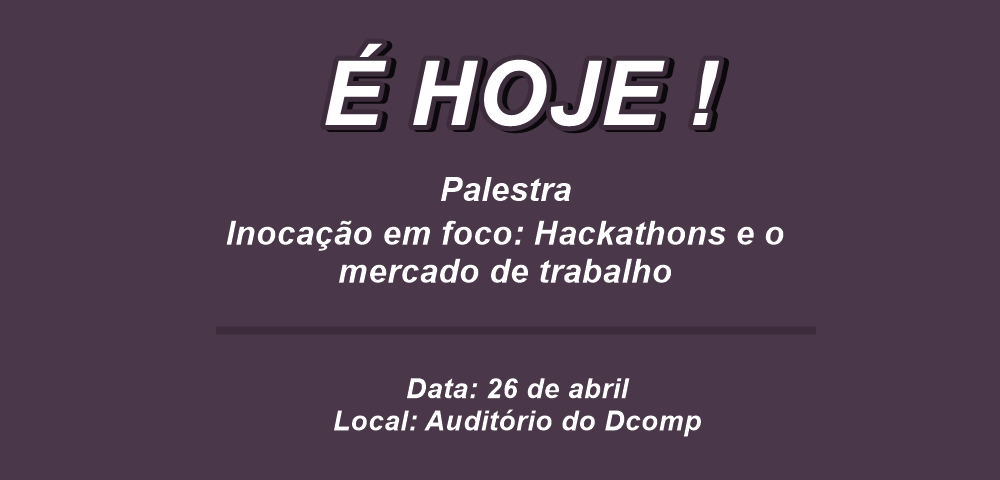 É HOJE !
Palestra
Inocação em foco: Hackathons e o
mercado de trabalho
Data: 26 de abril
Local: Auditório do Dcomp